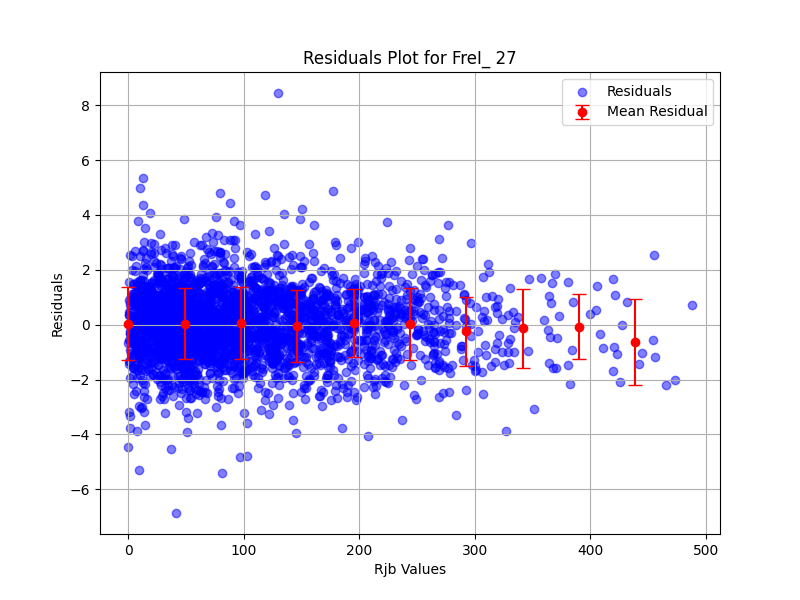 Residuals Plot for FreI_ 27
Residuals
Mean Residual
8
6
4
2
0
−2
−4
−6
Residuals
0 100 200 300 400 500
Rjb Values